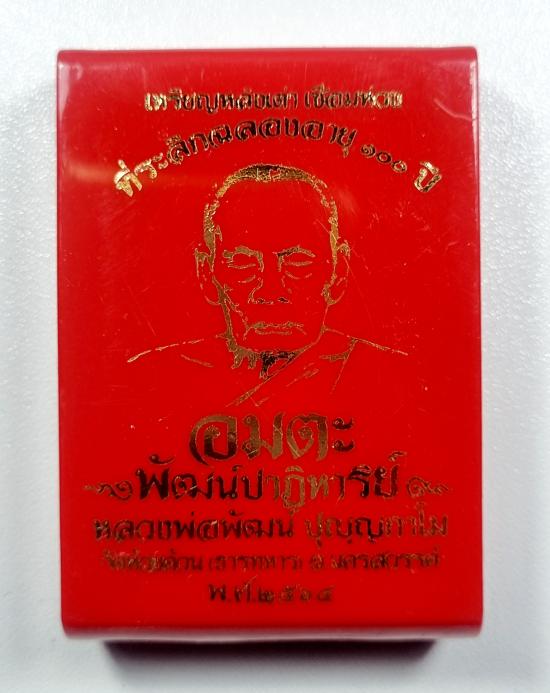 เหรียญหลังเต่า เชื่อมห่วง
ที่ระลึกฉลองอายุ ๑๐๐ ปี
อมตะ
พัฒน์ปาฏิหาริย์
หลวงพ่อพัฒน์ ปุญญกาโม
วัดห้วยด้วน (ธารทหาร) จ.นครสวรรค์
พ.ศ.๒๕๖๔